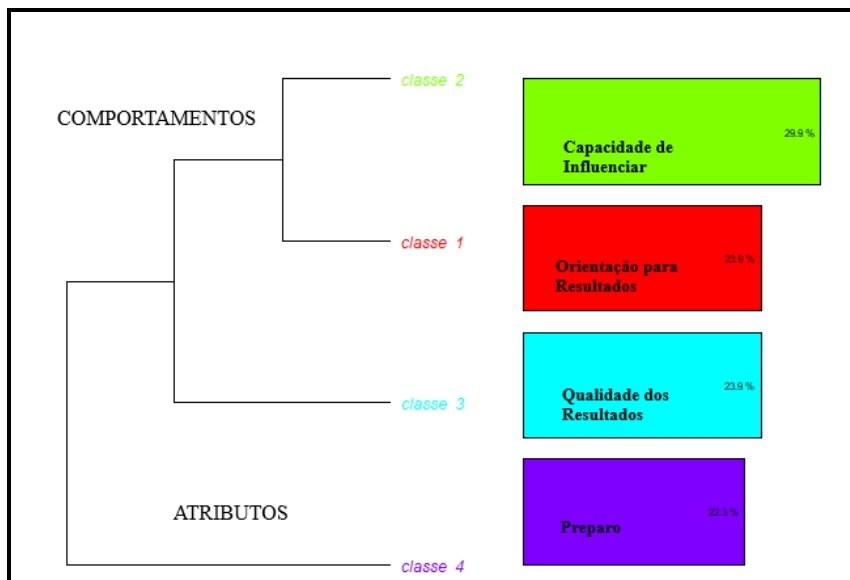 classe 2
COMPORTAMENTOS
29.9 %
Capacidade de
Influenciar
classe 1
23.9 %
Orientação para
Resultados
classe 3
23.9 %
Qualidade dos
Resultados
ATRIBUTOS
22.3 %
Preparo
classe 4